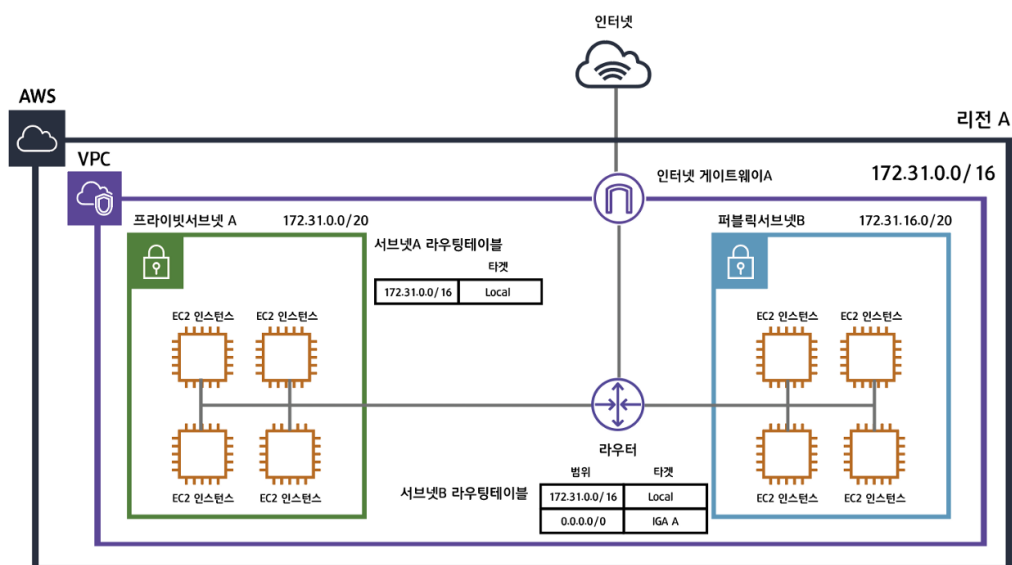 인터넷
AWS
리전 A
VPC
인터넷 게이트웨이A
172.31.0.0/ 16
프라이빗서브넷 A
172.31.0.0/20
서브넷A 라우팅테이블
타겟
172.31.0.0/ 16
Local
퍼블릭서브넷B
172.31.16.0/20
EC2 인스턴스
EC2 인스턴스
EC2 인스턴스
EC2 인스턴스
라우터
범위
타겟
서브넷B 라우팅테이블
172.31.0.0/ 16
Local
0.0.0.0/0
IGA A
EC2 인스턴스
EC2 인스턴스
EC2 인스턴스
EC2 인스턴스